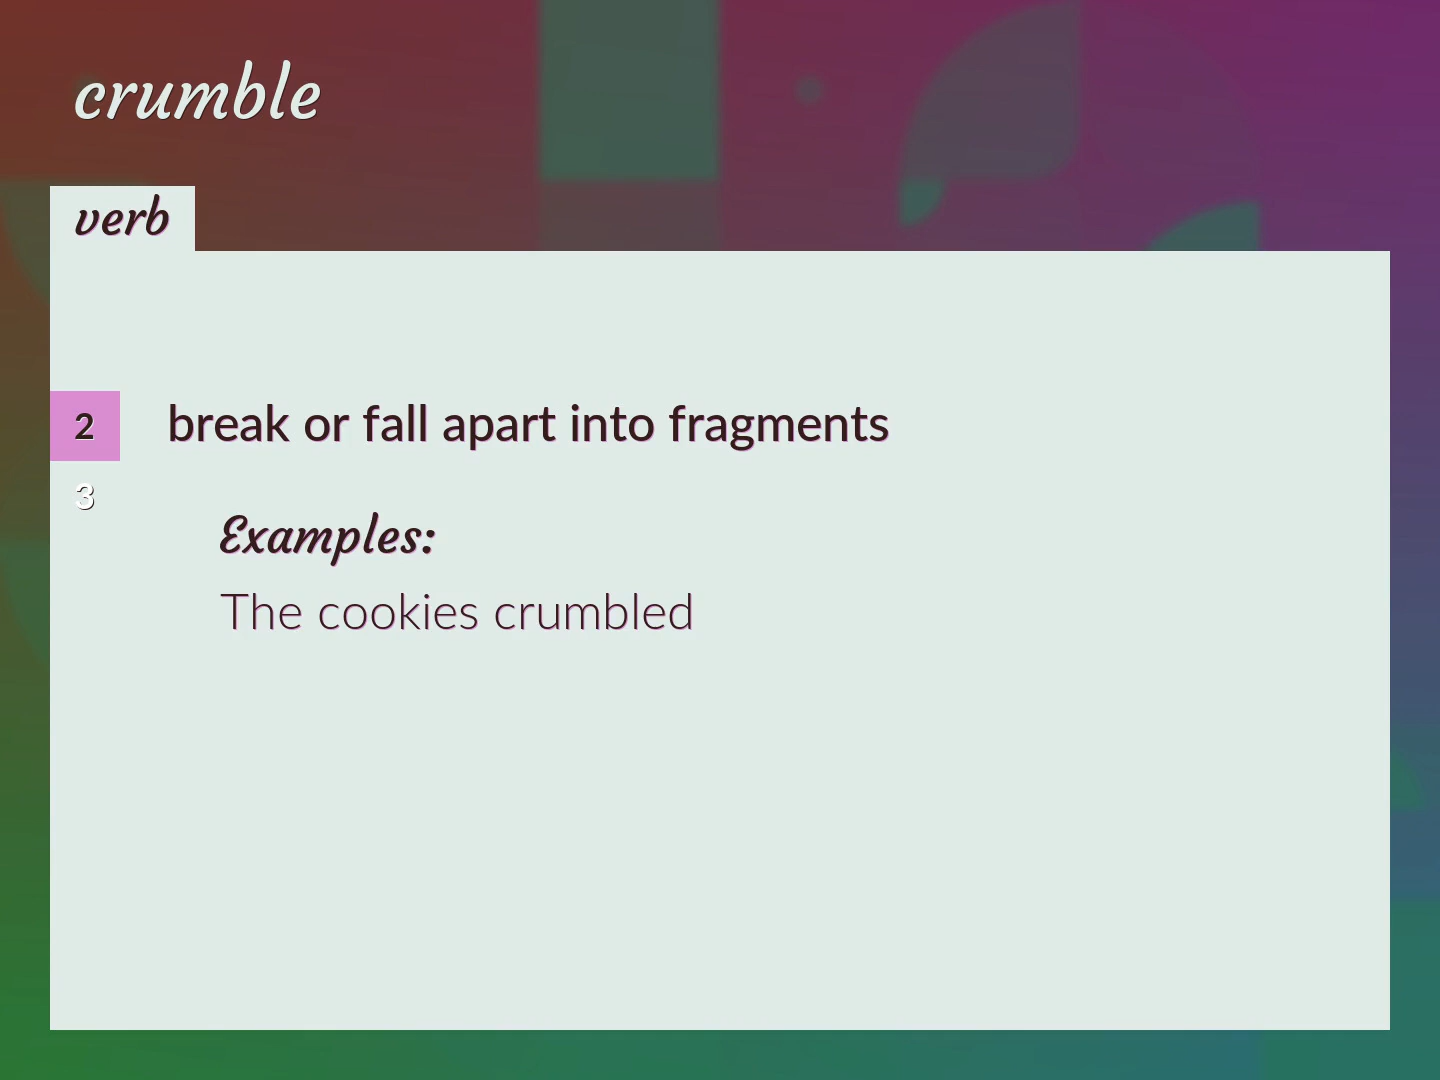 crumble
verb
2
break or fall apart into fragments
3
Examples:
The cookies crumbled